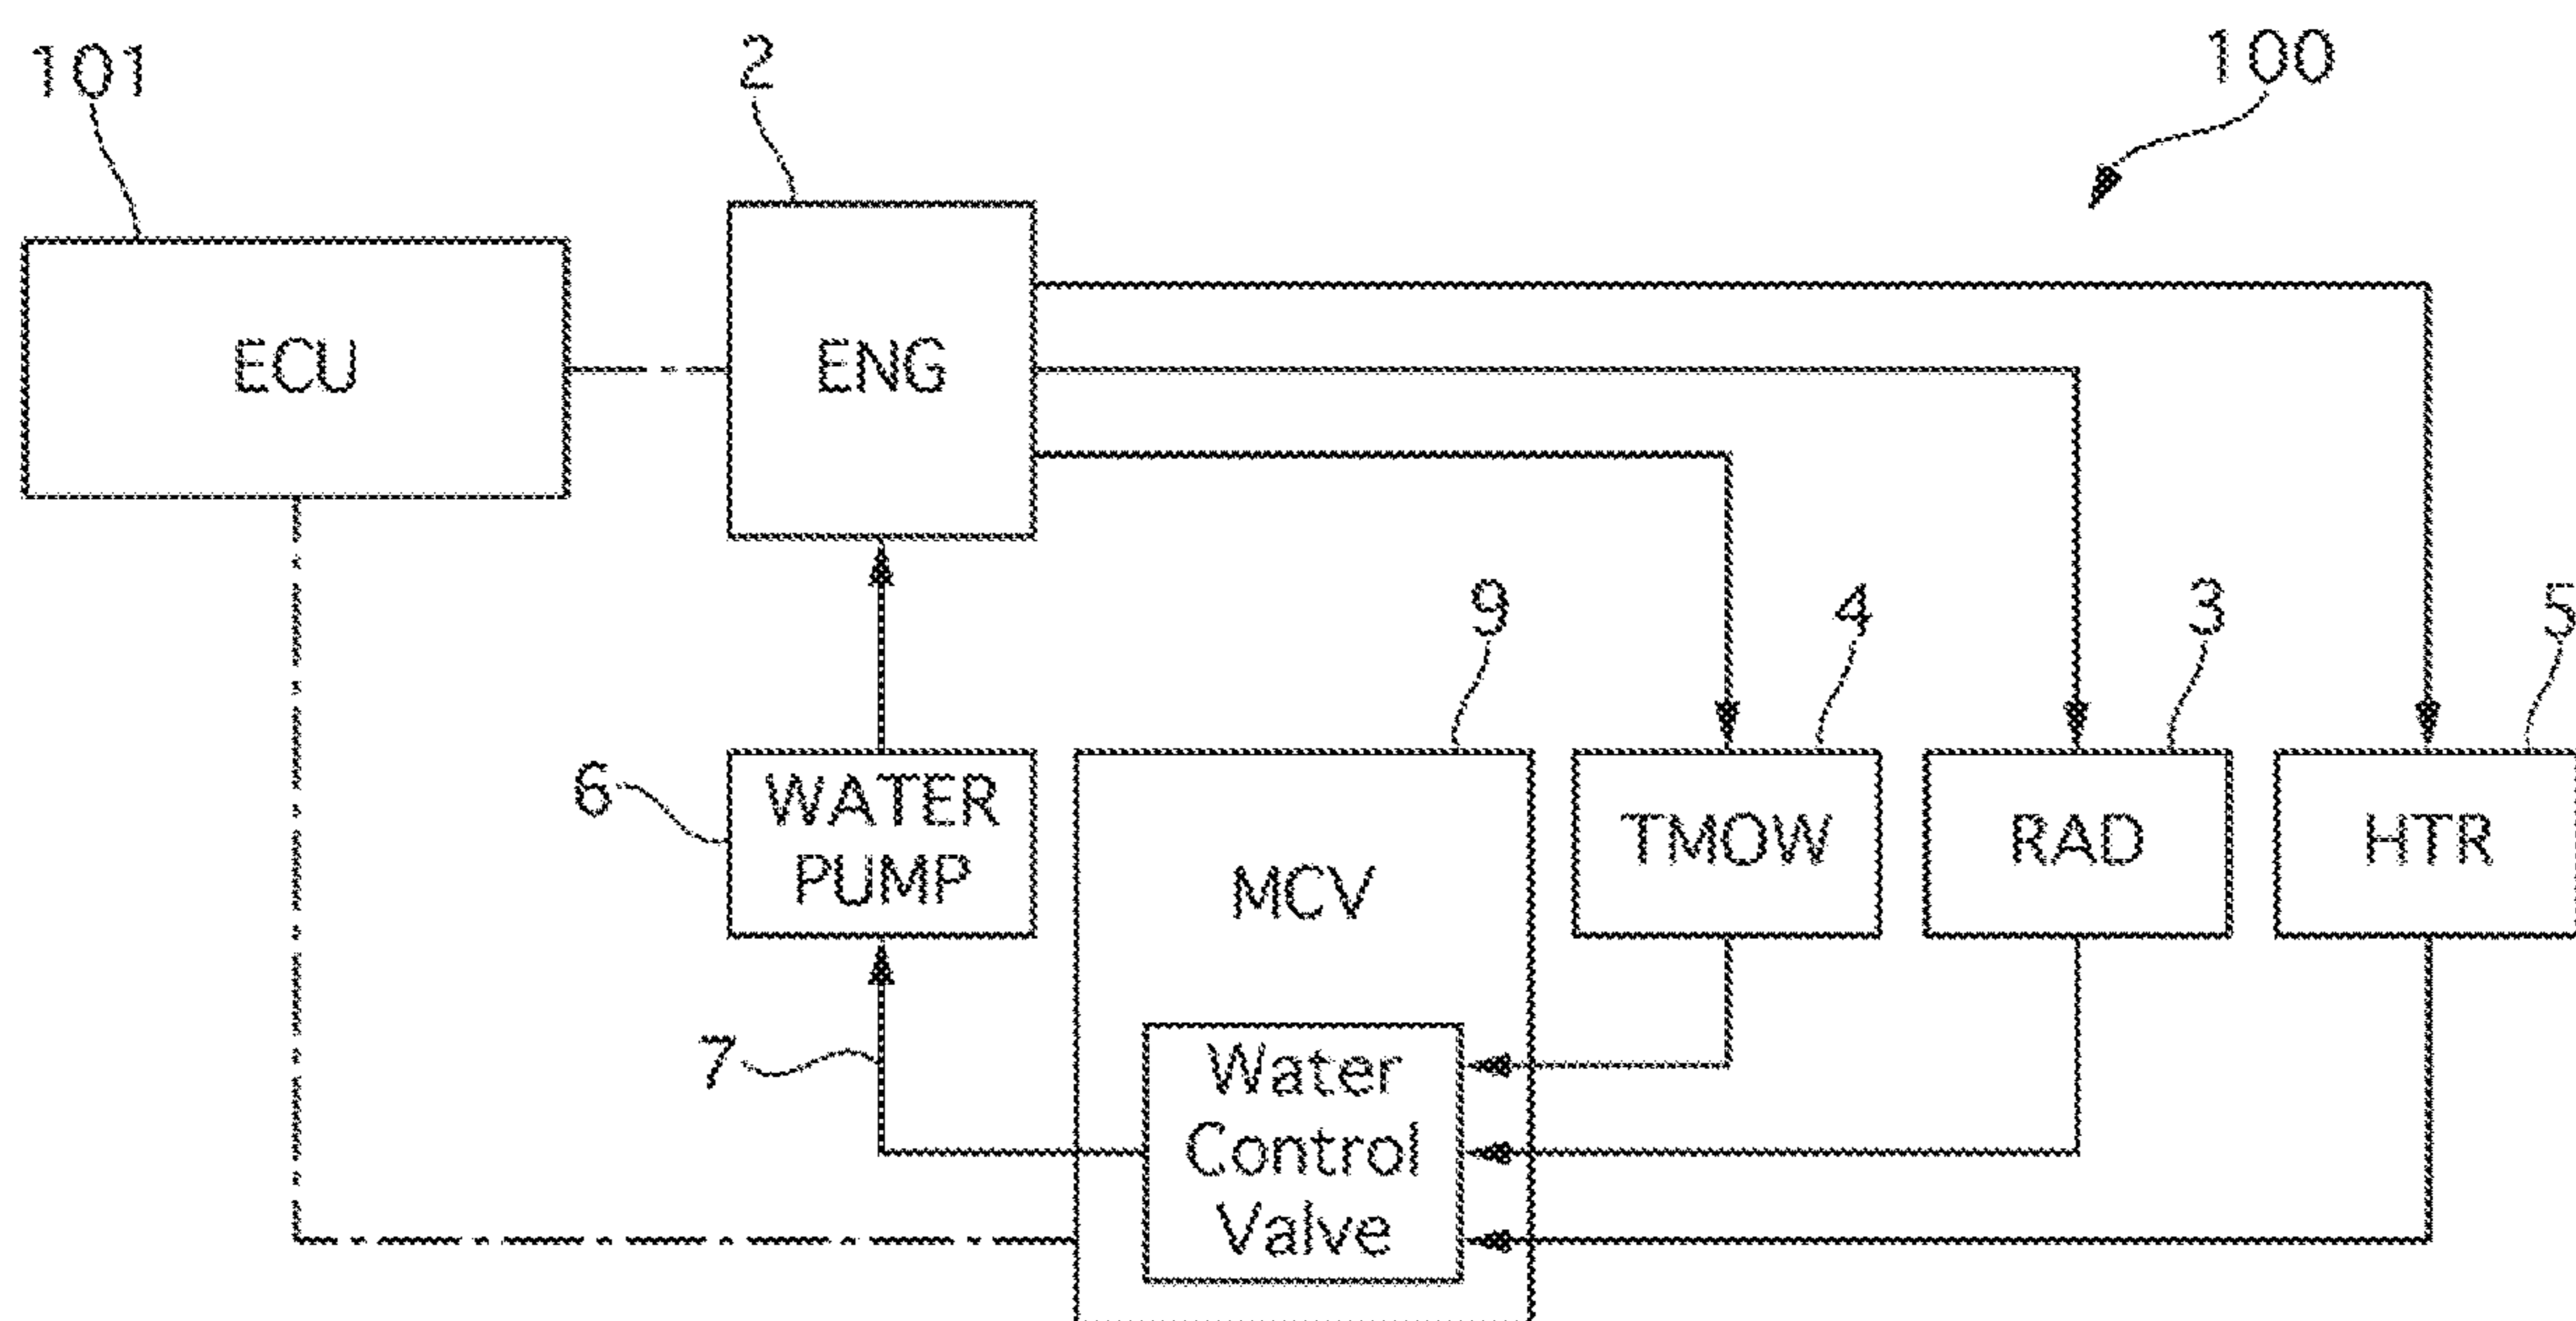 101
2
100
ECU
ENG
9
4
3
5
6
WATER
PUMP
MCV
TMOW
RAD
HTR
7
Water
Control
Valve